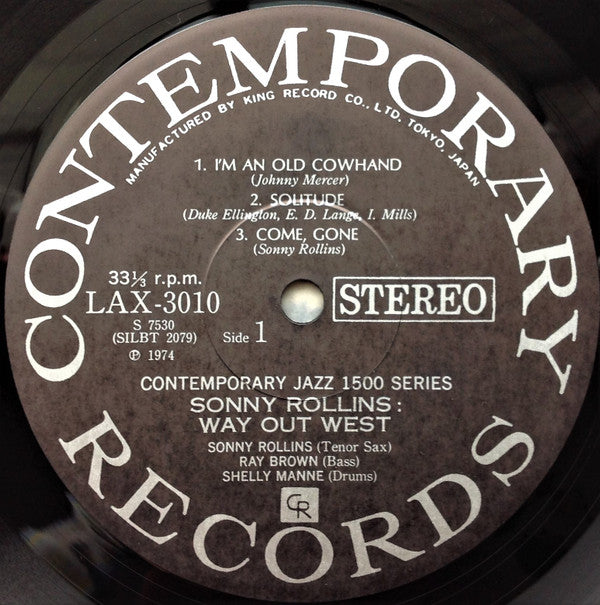 CONTEMPORARY
MANUFACTURED BY KING RECORD CO., LTD. TOKYO, JAPAN
1. I'M AN OLD COWHAND
(Johnny Mercer)
2. SOLITUDE
(Duke Ellington, E. D. Lange, I. Mills)
3. COME, GONE
(Sonny Rollins)
33⅓ r.p.m.
LAX-3010
S 7530
(SILBT 2079)
℗ 1974
Side 1
STEREO
CONTEMPORARY JAZZ 1500 SERIES
SONNY ROLLINS:
WAY OUT WEST
SONNY ROLLINS (Tenor Sax)
RAY BROWN (Bass)
SHELLY MANNE (Drums)
CR
RECORDS